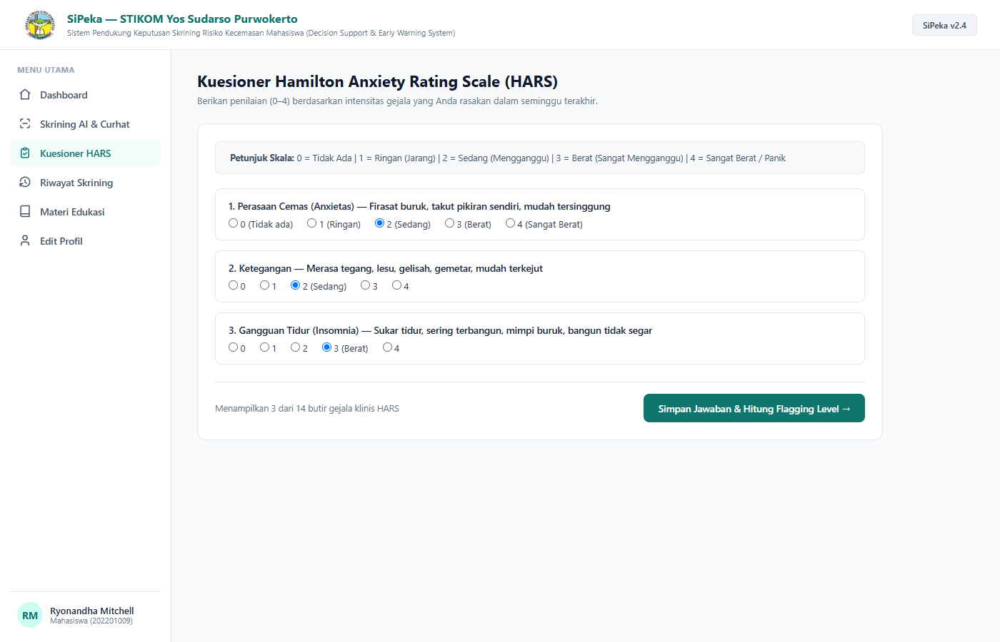 SiPeka — STIKOM Yos Sudarso Purwokerto
Sistem Pendukung Keputusan Skrining Risiko Kecemasan Mahasiswa (Decision Support & Early Warning System)
SiPeka v2.4
MENU UTAMA
Dashboard
Skrining AI & Curhat
Kuesioner HARS
Riwayat Skrining
Materi Edukasi
Edit Profil
RM
Ryonandha Mitchell
Mahasiswa (202201009)
Kuesioner Hamilton Anxiety Rating Scale (HARS)
Berikan penilaian (0–4) berdasarkan intensitas gejala yang Anda rasakan dalam seminggu terakhir.
Petunjuk Skala: 0 = Tidak Ada | 1 = Ringan (Jarang) | 2 = Sedang (Mengganggu) | 3 = Berat (Sangat Mengganggu) | 4 = Sangat Berat / Panik
1. Perasaan Cemas (Anxietas) — Firasat buruk, takut pikiran sendiri, mudah tersinggung
0 (Tidak ada) 1 (Ringan) 2 (Sedang) 3 (Berat) 4 (Sangat Berat)
2. Ketegangan — Merasa tegang, lesu, gelisah, gemetar, mudah terkejut
0 1 2 (Sedang) 3 4
3. Gangguan Tidur (Insomnia) — Sukar tidur, sering terbangun, mimpi buruk, bangun tidak segar
0 1 2 3 (Berat) 4
Menampilkan 3 dari 14 butir gejala klinis HARS
Simpan Jawaban & Hitung Flagging Level →